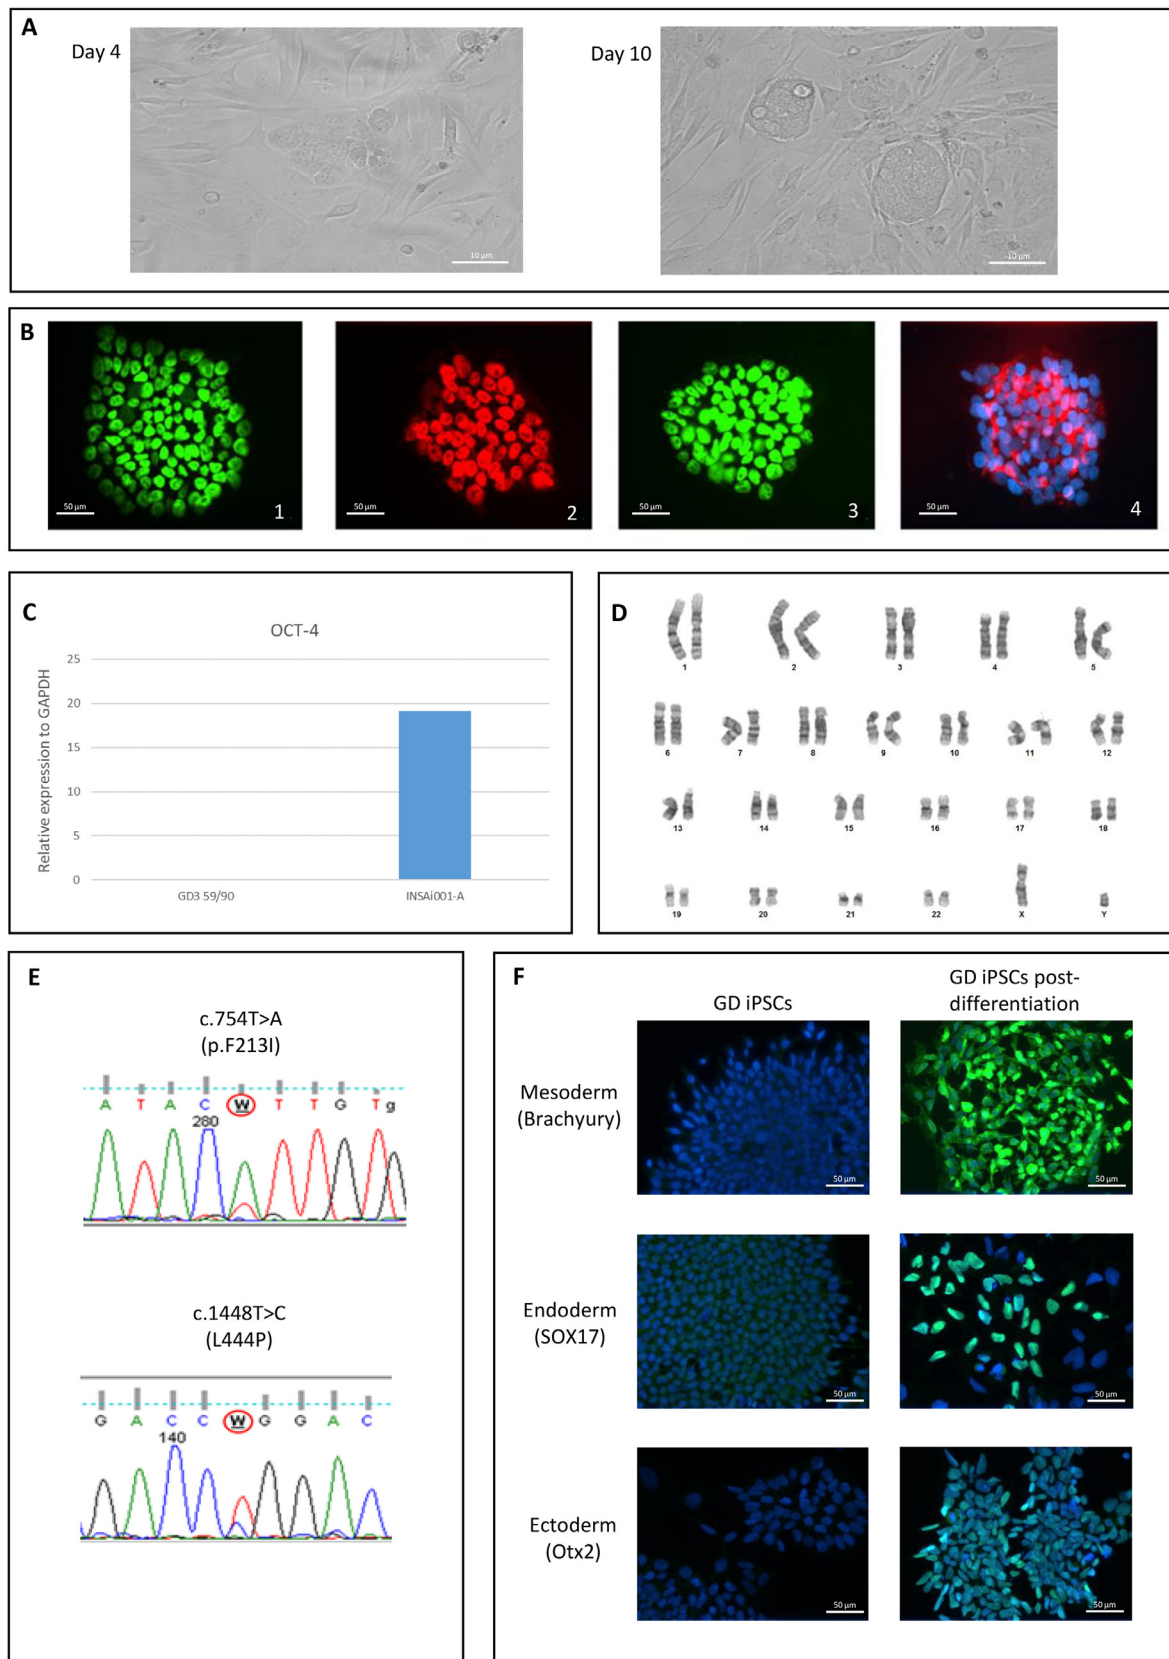 A
Day 4
Day 10
10 µm
10 µm
B
50 µm
1
50 µm
2
50 µm
3
50 µm
4
C
OCT-4
Relative expression to GAPDH
25
20
15
10
5
0
GD3 59/90
INSAi001-A
D
1
2
3
4
5
6
7
8
9
10
11
12
13
14
15
16
17
18
19
20
21
22
X
Y
E
c.754T>A
(p.F213I)
A T A C W T T G T g
280
c.1448T>C
(L444P)
G A C C W G G A C
140
F
GD iPSCs
GD iPSCs post-
differentiation
Mesoderm
(Brachyury)
50 µm
50 µm
Endoderm
(SOX17)
50 µm
50 µm
Ectoderm
(Otx2)
50 µm
50 µm